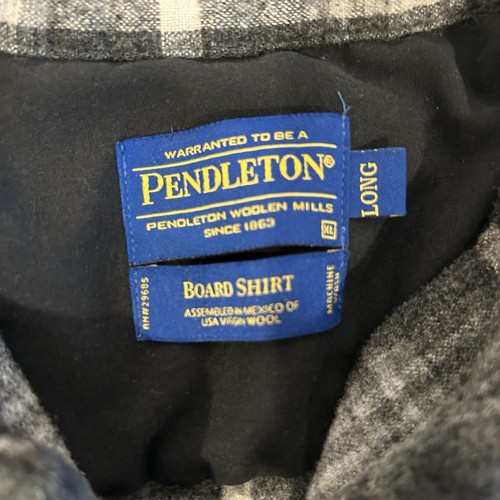 WARRANTED TO BE A
PENDLETON®
PENDLETON WOOLEN MILLS
SINCE 1863
XL
LONG
BOARD SHIRT
ASSEMBLED IN MEXICO OF
USA VIRGIN WOOL
RN#29685
MACHINE
WASH